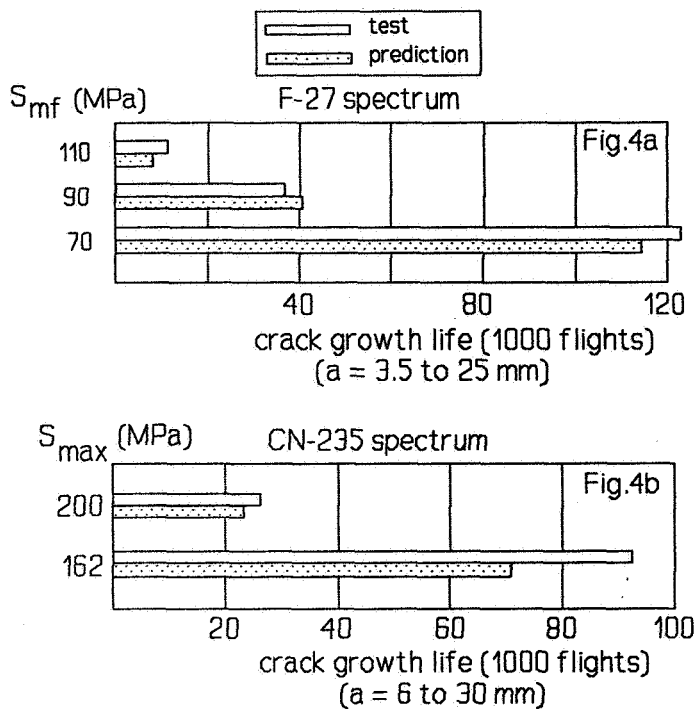 test
prediction
S_mf (MPa) F-27 spectrum
Fig.4a
110
90
70
40 80 120
crack growth life (1000 flights)
(a = 3.5 to 25 mm)
S_max (MPa) CN-235 spectrum
Fig.4b
200
162
20 40 60 80 100
crack growth life (1000 flights)
(a = 6 to 30 mm)